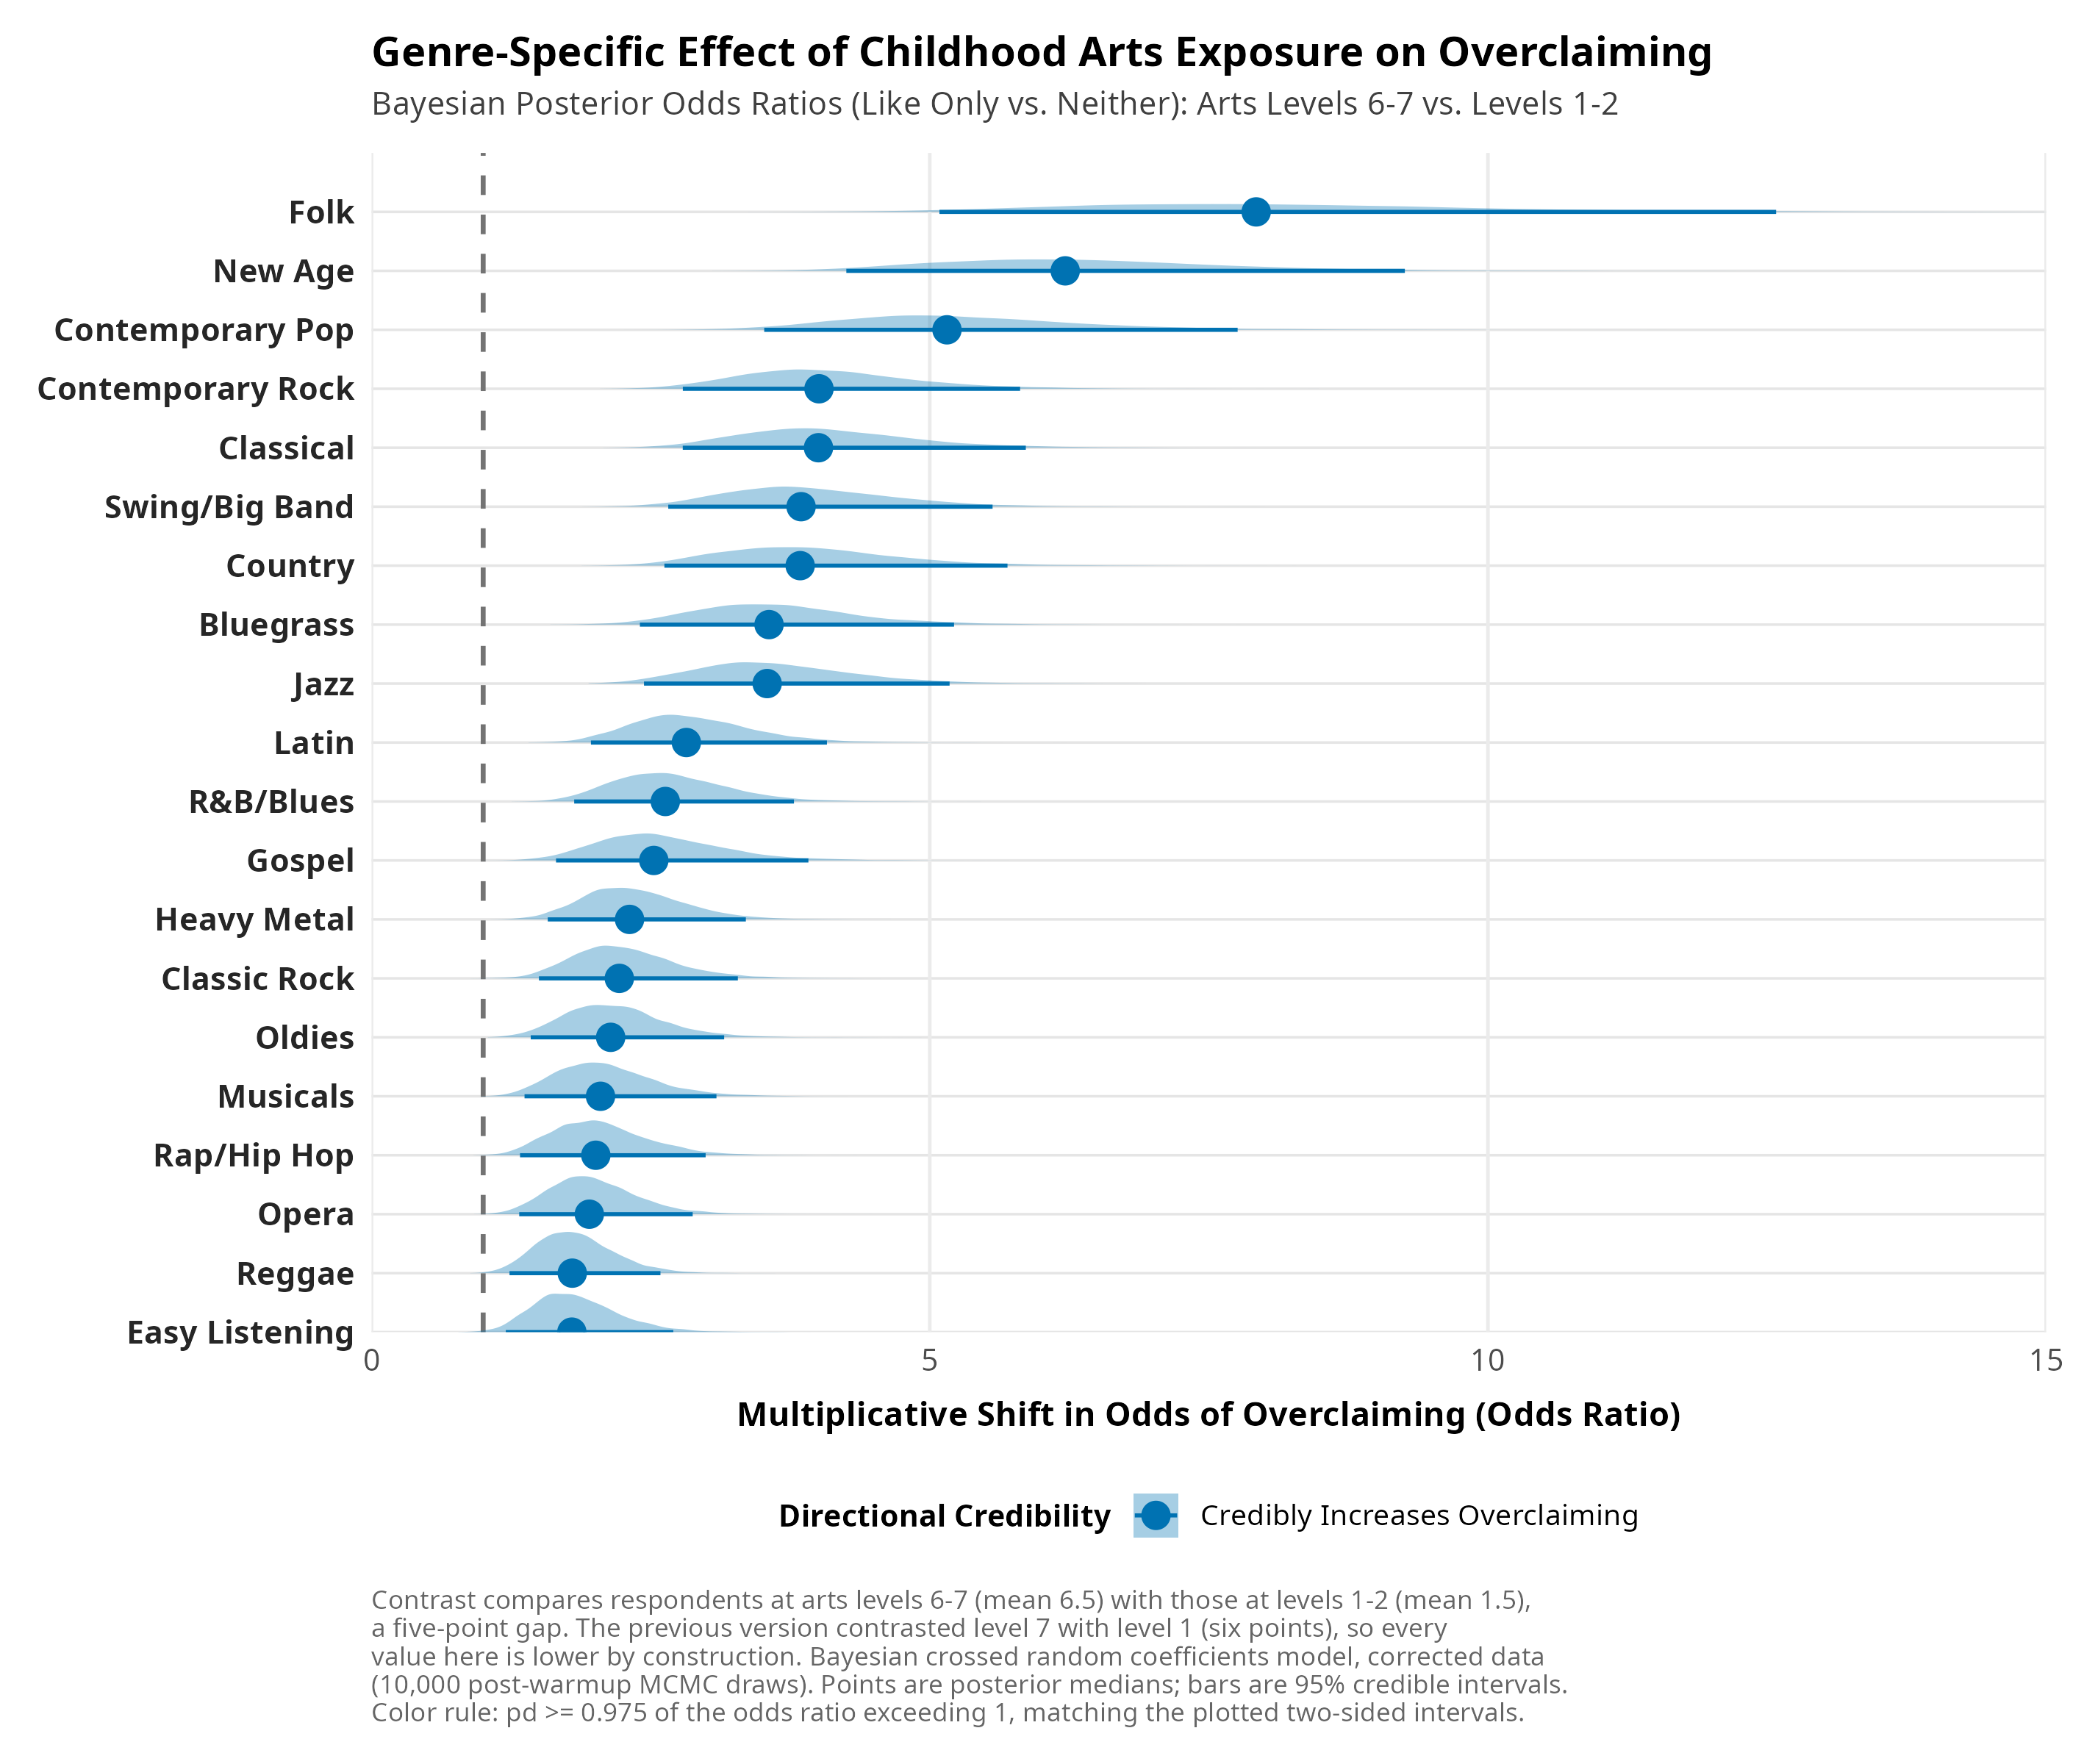 Genre-Specific Effect of Childhood Arts Exposure on Overclaiming
Bayesian Posterior Odds Ratios (Like Only vs. Neither): Arts Levels 6-7 vs. Levels 1-2
Folk
New Age
Contemporary Pop
Contemporary Rock
Classical
Swing/Big Band
Country
Bluegrass
Jazz
Latin
R&B/Blues
Gospel
Heavy Metal
Classic Rock
Oldies
Musicals
Rap/Hip Hop
Opera
Reggae
Easy Listening
0 5 10 15
Multiplicative Shift in Odds of Overclaiming (Odds Ratio)
Directional Credibility Credibly Increases Overclaiming
Contrast compares respondents at arts levels 6-7 (mean 6.5) with those at levels 1-2 (mean 1.5),
a five-point gap. The previous version contrasted level 7 with level 1 (six points), so every
value here is lower by construction. Bayesian crossed random coefficients model, corrected data
(10,000 post-warmup MCMC draws). Points are posterior medians; bars are 95% credible intervals.
Color rule: pd >= 0.975 of the odds ratio exceeding 1, matching the plotted two-sided intervals.